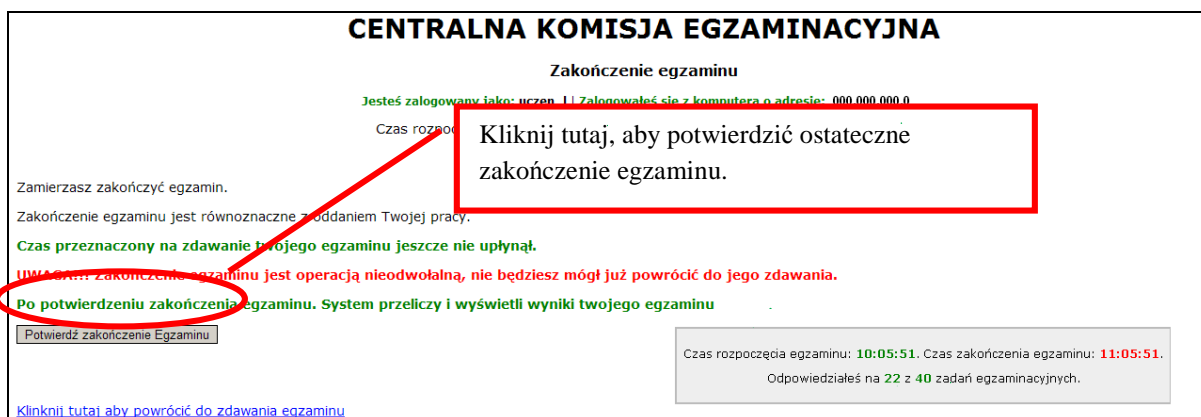 CENTRALNA KOMISJA EGZAMINACYJNA
Zakończenie egzaminu
Jesteś zalogowany jako: uczen_1 | Zalogowałeś się z komputera o adresie: 000.000.000.0
Czas rozpoc
Kliknij tutaj, aby potwierdzić ostateczne
zakończenie egzaminu.
Zamierzasz zakończyć egzamin.
Zakończenie egzaminu jest równoznaczne z oddaniem Twojej pracy.
Czas przeznaczony na zdawanie twojego egzaminu jeszcze nie upłynął.
UWAGA!!! Zakończenie egzaminu jest operacją nieodwołalną, nie będziesz mógł już powrócić do jego zdawania.
Po potwierdzeniu zakończenia egzaminu. System przeliczy i wyświetli wyniki twojego egzaminu
Potwierdź zakończenie Egzaminu
Czas rozpoczęcia egzaminu: 10:05:51. Czas zakończenia egzaminu: 11:05:51.
Odpowiedziałeś na 22 z 40 zadań egzaminacyjnych.
Klinknij tutaj aby powrócić do zdawania egzaminu